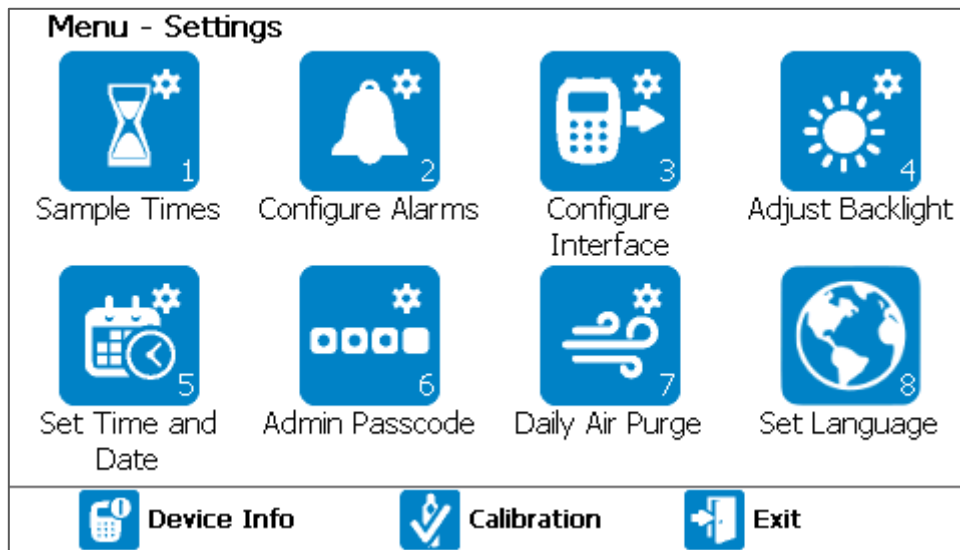 Menu - Settings
1 2 3 4
Sample Times Configure Alarms Configure Adjust Backlight
Interface
5 6 7 8
Set Time and Admin Passcode Daily Air Purge Set Language
Date
Device Info Calibration Exit